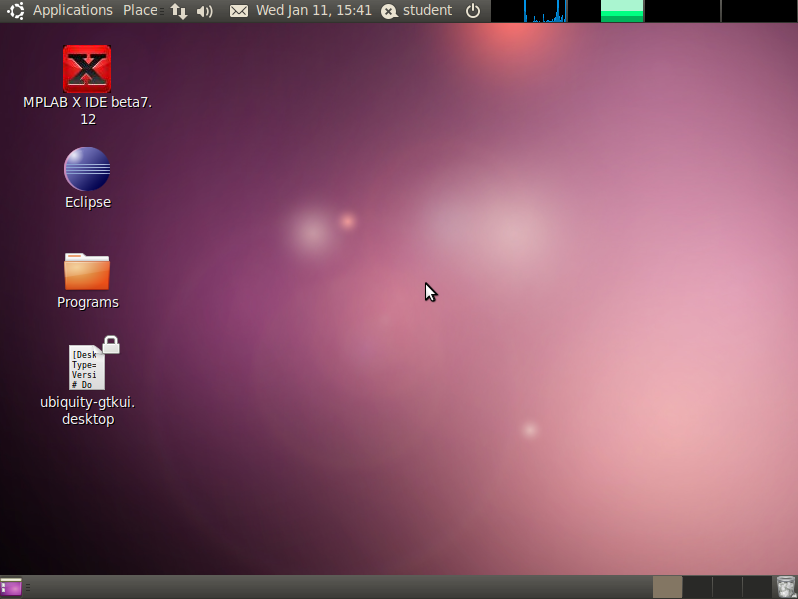 Applications Place Wed Jan 11, 15:41 student
MPLAB X IDE beta7.
12
Eclipse
Programs
[Desk
Type=
Versi
# Do
ubiquity-gtkui.
desktop